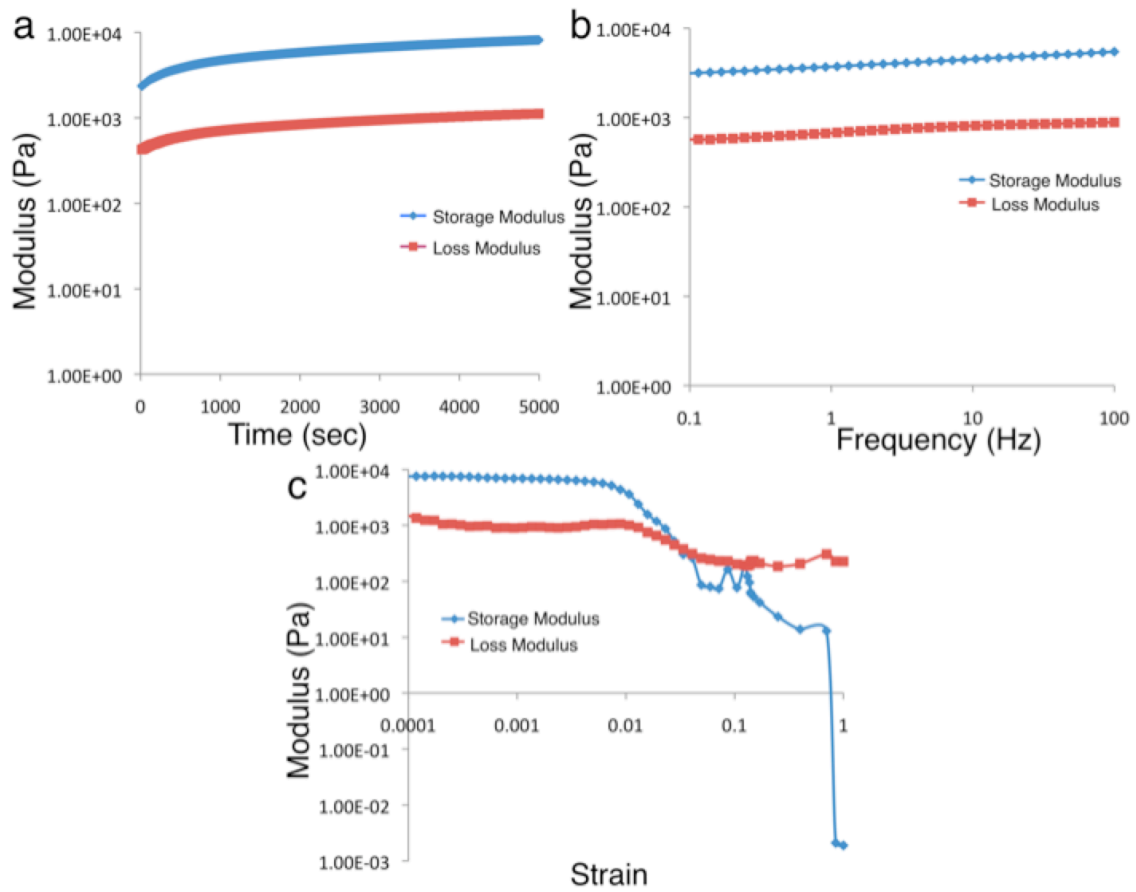 a
1.00E+04
1.00E+03
1.00E+02
1.00E+01
1.00E+00
Modulus (Pa)
Storage Modulus
Loss Modulus
0 1000 2000 3000 4000 5000
Time (sec)
b
1.00E+04
1.00E+03
1.00E+02
1.00E+01
1.00E+00
Modulus (Pa)
Storage Modulus
Loss Modulus
0.1 1 10 100
Frequency (Hz)
c
1.00E+04
1.00E+03
1.00E+02
1.00E+01
1.00E+00
1.00E-01
1.00E-02
1.00E-03
Modulus (Pa)
Storage Modulus
Loss Modulus
0.0001 0.001 0.01 0.1 1
Strain